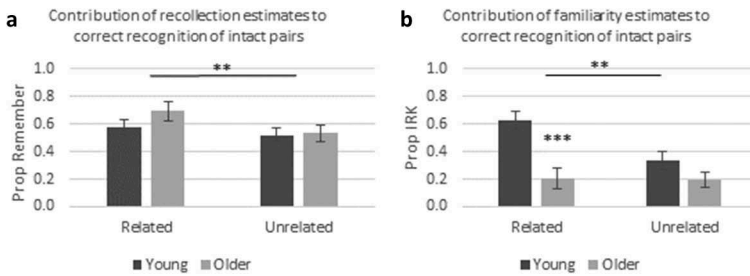 a
Contribution of recollection estimates to
correct recognition of intact pairs
**
Prop Remember
1.0
0.8
0.6
0.4
0.2
0.0
Related
Unrelated
Young
Older
b
Contribution of familiarity estimates to
correct recognition of intact pairs
**
***
Prop IRK
1.0
0.8
0.6
0.4
0.2
0.0
Related
Unrelated
Young
Older